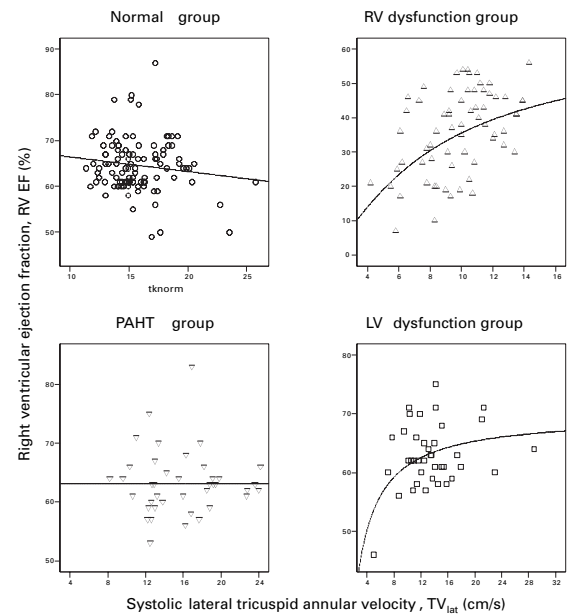 Normal group
RV dysfunction group
90
80
70
60
50
10 15 20 25
tknorm
60
50
40
30
20
10
0
4 6 8 10 12 14 16
PAHT group
LV dysfunction group
80
70
60
50
4 8 12 16 20 24
80
70
60
50
4 8 12 16 20 24 28 32
Right ventricular ejection fraction, RV EF (%)
Systolic lateral tricuspid annular velocity, TVlat (cm/s)